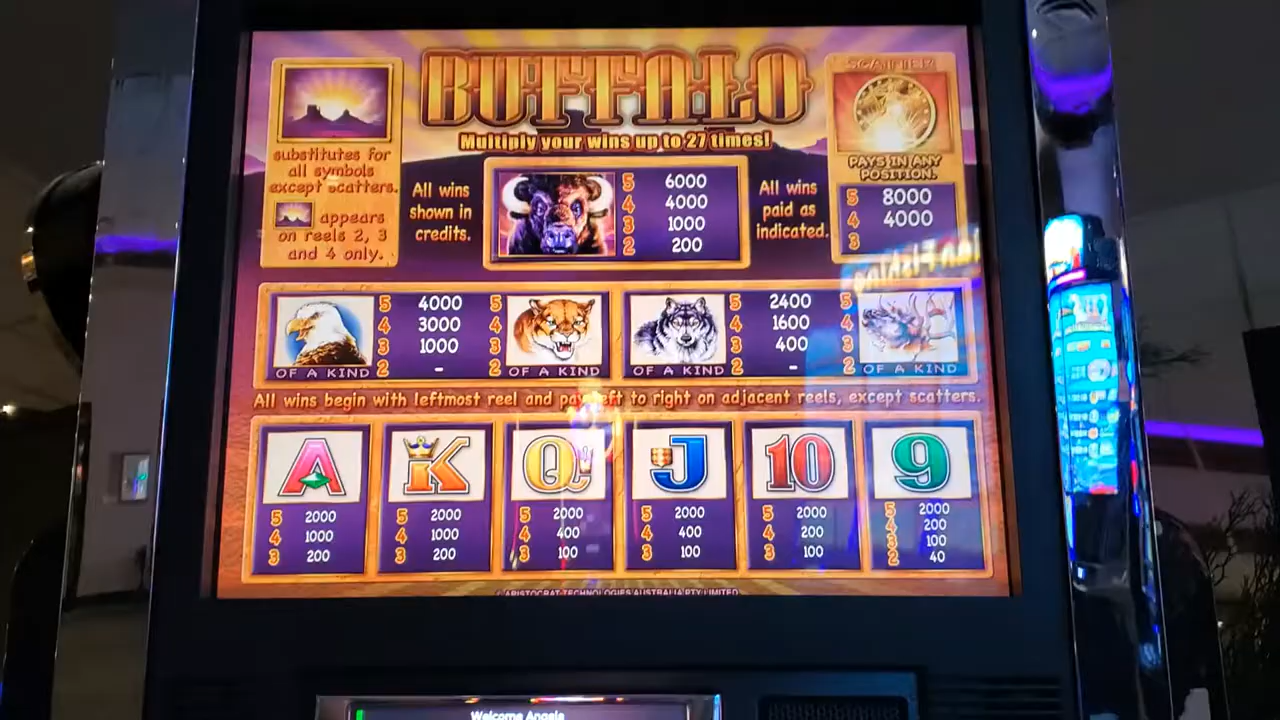 BUFFALO
Multiply your wins up to 27 times!
substitutes for
all symbols
except scatters.
appears
on reels 2, 3
and 4 only.
All wins
shown in
credits.
5 6000
4 4000
3 1000
2 200
All wins
paid as
indicated.
SCATTER
PAYS IN ANY
POSITION.
5 8000
4 4000
3
5 4000 5
4 3000 4
3 1000 3
OF A KIND 2 - 2 OF A KIND
5 2400 5
4 1600 4
3 400 3
OF A KIND 2 - 2 OF A KIND
All wins begin with leftmost reel and pay left to right on adjacent reels, except scatters.
A
5 2000
4 1000
3 200
K
5 2000
4 1000
3 200
Q
5 2000
4 400
3 100
J
5 2000
4 400
3 100
10
5 2000
4 200
3 100
9
5 2000
4 200
3 100
2 40
ARISTOCRAT TECHNOLOGIES AUSTRALIA PTY LIMITED
Welcome Angela